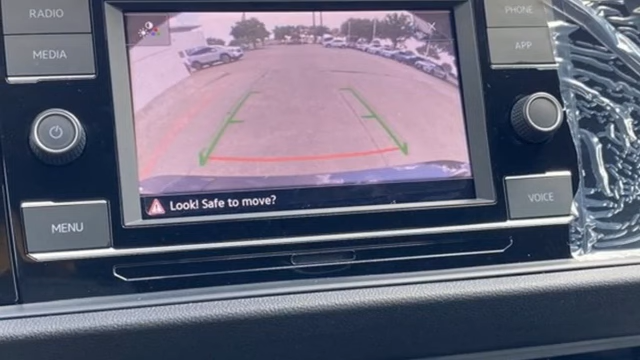 RADIO
MEDIA
MENU
Look! Safe to move?
PHONE
APP
VOICE